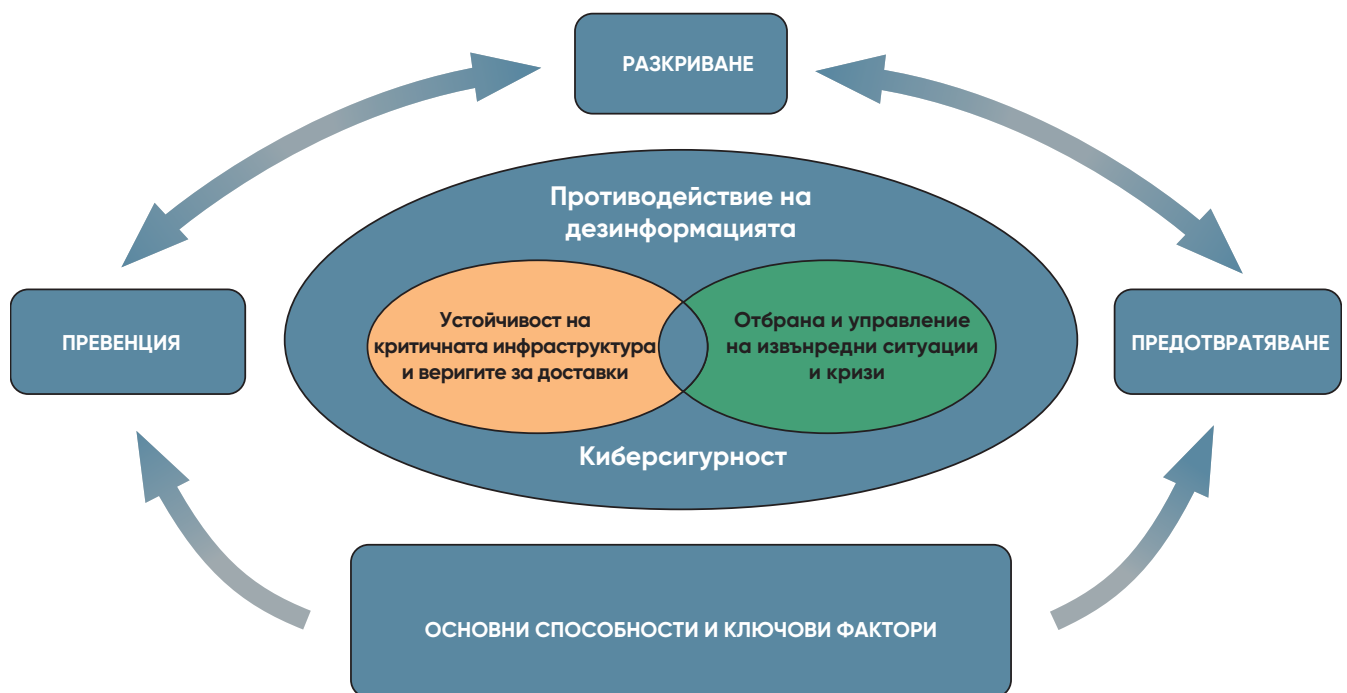 РАЗКРИВАНЕ
Противодействие на
дезинформацията
ПРЕВЕНЦИЯ
Устойчивост на
критичната инфраструктура
и веригите за доставки
Отбрана и управление
на извънредни ситуации
и кризи
ПРЕДОТВРАТЯВАНЕ
Киберсигурност
ОСНОВНИ СПОСОБНОСТИ И КЛЮЧОВИ ФАКТОРИ